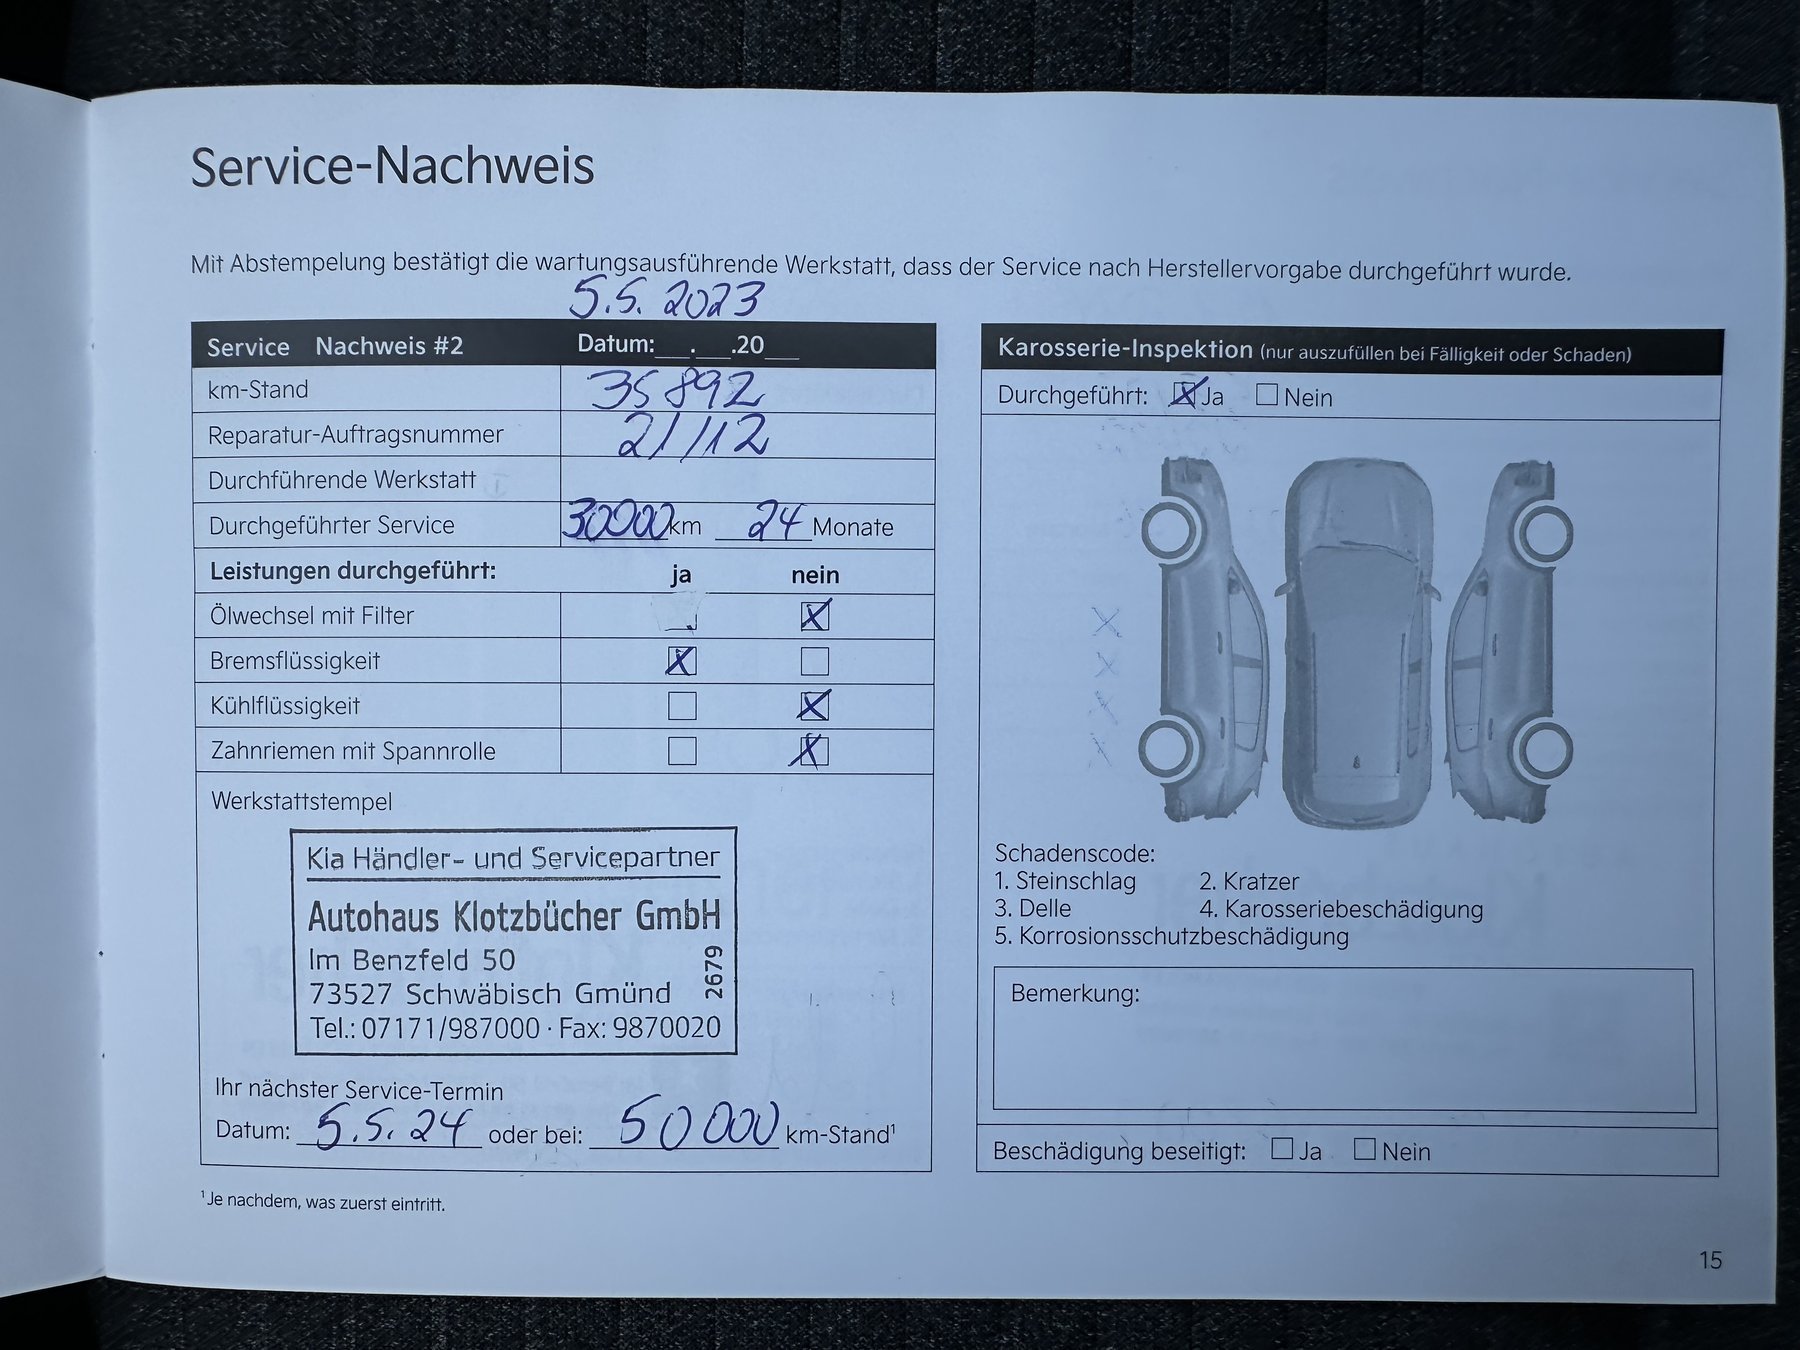 Service-Nachweis
Mit Abstempelung bestätigt die wartungsausführende Werkstatt, dass der Service nach Herstellervorgabe durchgeführt wurde.
5.5.2023
Service Nachweis #2 Datum:___.___.20___
km-Stand 35892
Reparatur-Auftragsnummer 21112
Durchführende Werkstatt
Durchgeführter Service 30000 km 24 Monate
Leistungen durchgeführt: ja nein
Ölwechsel mit Filter
Bremsflüssigkeit
Kühlflüssigkeit
Zahnriemen mit Spannrolle
Werkstattstempel
Kia Händler- und Servicepartner
Autohaus Klotzbücher GmbH
Im Benzfeld 50
73527 Schwäbisch Gmünd
2679
Tel.: 07171/987000 · Fax: 9870020
Ihr nächster Service-Termin
Datum: 5.5.24 oder bei: 50000 km-Stand¹
¹Je nachdem, was zuerst eintritt.
Karosserie-Inspektion (nur auszufüllen bei Fälligkeit oder Schaden)
Durchgeführt: Ja Nein
Schadenscode:
1. Steinschlag 2. Kratzer
3. Delle 4. Karosseriebeschädigung
5. Korrosionsschutzbeschädigung
Bemerkung:
Beschädigung beseitigt: Ja Nein
15